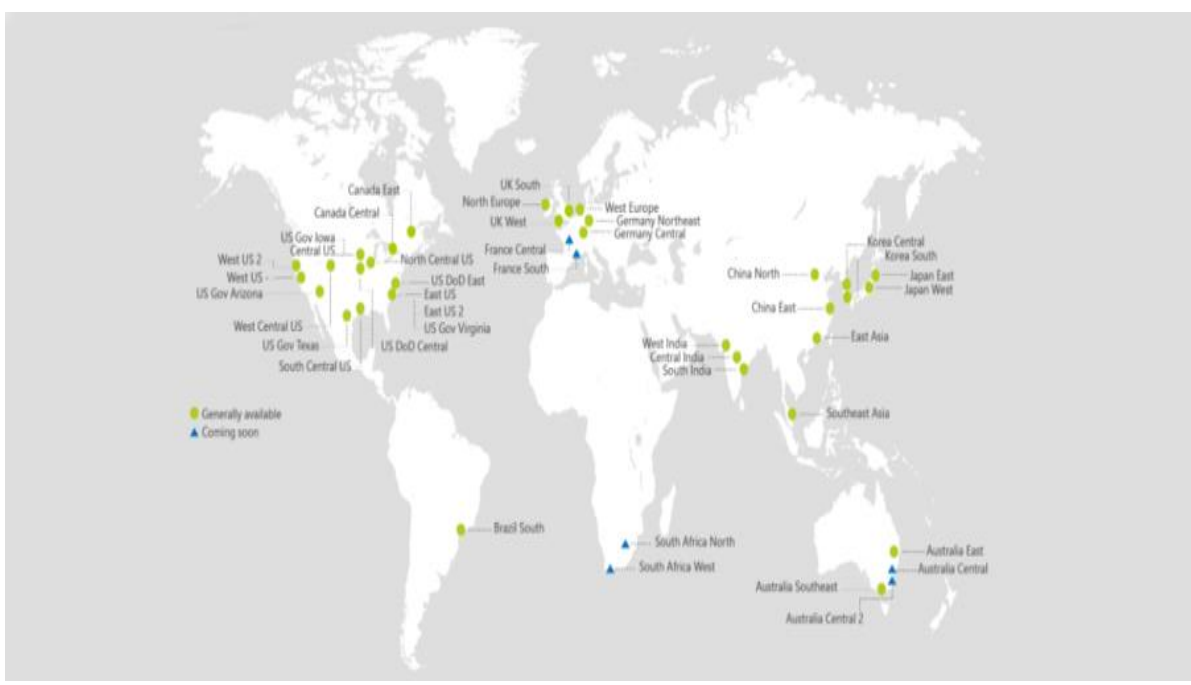 Canada East
Canada Central
US Gov Iowa
Central US
West US 2
West US
US Gov Arizona
West Central US
US Gov Texas
South Central US
North Central US
US DoD East
East US
East US 2
US Gov Virginia
US DoD Central
Generally available
Coming soon
Brazil South
UK South
North Europe
UK West
West Europe
Germany Northeast
Germany Central
France Central
France South
South Africa North
South Africa West
Korea Central
Korea South
China North
Japan East
Japan West
China East
East Asia
West India
Central India
South India
Southeast Asia
Australia East
Australia Central
Australia Southeast
Australia Central 2